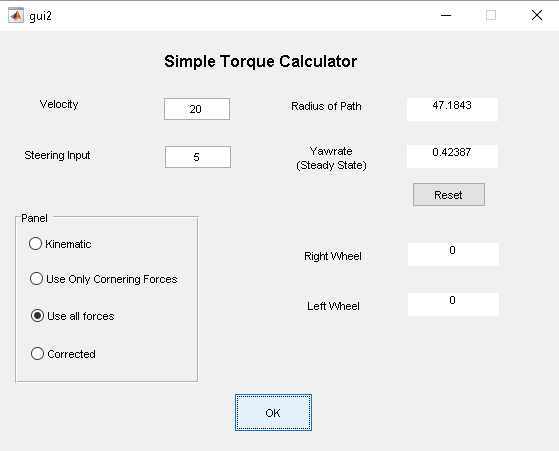 gui2
Simple Torque Calculator
Velocity
20
Radius of Path
47.1843
Steering Input
5
Yawrate
(Steady State)
0.42387
Reset
Panel
Kinematic
Use Only Cornering Forces
Use all forces
Corrected
Right Wheel
0
Left Wheel
0
OK